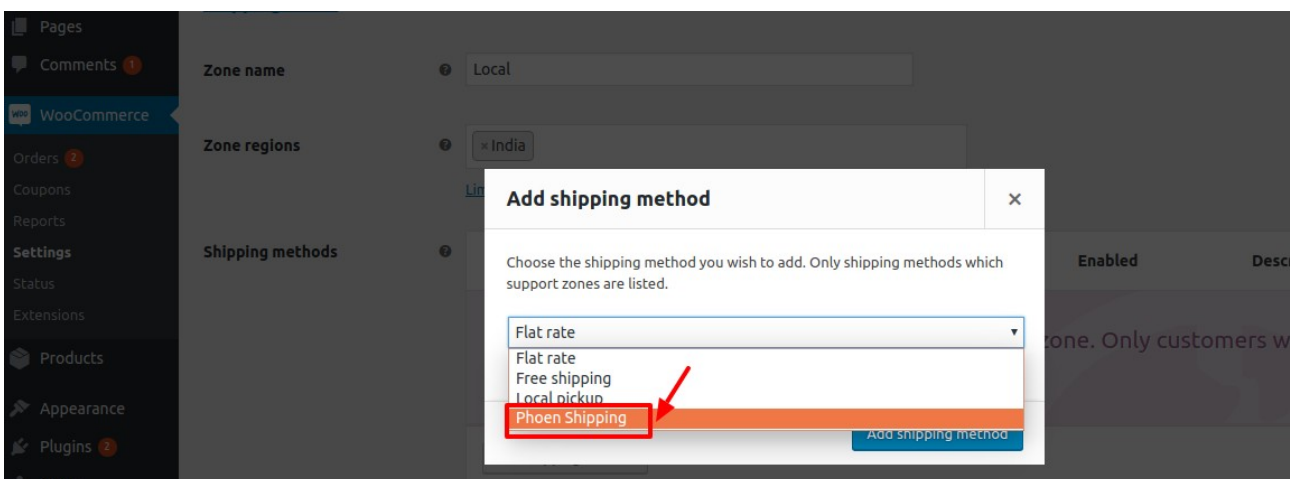 Pages
Comments 1
Zone name
Local
WooCommerce
Zone regions
× India
Orders 2
Coupons
Reports
Settings
Status
Extensions
Products
Appearance
Plugins 2
Shipping methods
Enabled
zone. Only customers w
Add shipping method
×
Choose the shipping method you wish to add. Only shipping methods which
support zones are listed.
Flat rate
Flat rate
Free shipping
Local pickup
Phoen Shipping
Add shipping method